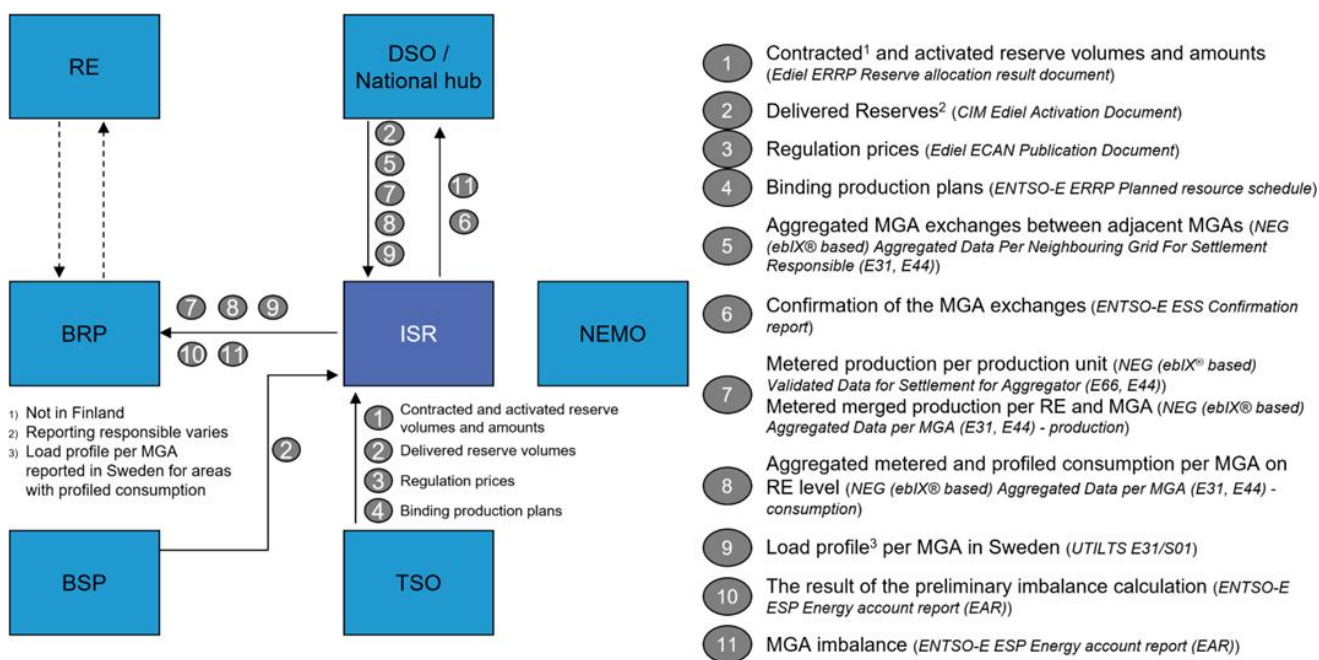 RE
DSO /
National hub
2
5
7
8
9
11
6
BRP
7 8 9
10 11
ISR
NEMO
1) Not in Finland
2) Reporting responsible varies
3) Load profile per MGA
reported in Sweden for areas
with profiled consumption
2
1 Contracted and activated reserve
volumes and amounts
2 Delivered reserve volumes
3 Regulation prices
4 Binding production plans
BSP
TSO
1 Contracted¹ and activated reserve volumes and amounts
(Ediel ERRP Reserve allocation result document)
2 Delivered Reserves² (CIM Ediel Activation Document)
3 Regulation prices (Ediel ECAN Publication Document)
4 Binding production plans (ENTSO-E ERRP Planned resource schedule)
5 Aggregated MGA exchanges between adjacent MGAs (NEG
(ebIX® based) Aggregated Data Per Neighbouring Grid For Settlement
Responsible (E31, E44))
6 Confirmation of the MGA exchanges (ENTSO-E ESS Confirmation
report)
7 Metered production per production unit (NEG (ebIX® based)
Validated Data for Settlement for Aggregator (E66, E44))
Metered merged production per RE and MGA (NEG (ebIX® based)
Aggregated Data per MGA (E31, E44) - production)
8 Aggregated metered and profiled consumption per MGA on
RE level (NEG (ebIX® based) Aggregated Data per MGA (E31, E44) -
consumption)
9 Load profile³ per MGA in Sweden (UTILTS E31/S01)
10 The result of the preliminary imbalance calculation (ENTSO-E
ESP Energy account report (EAR))
11 MGA imbalance (ENTSO-E ESP Energy account report (EAR))